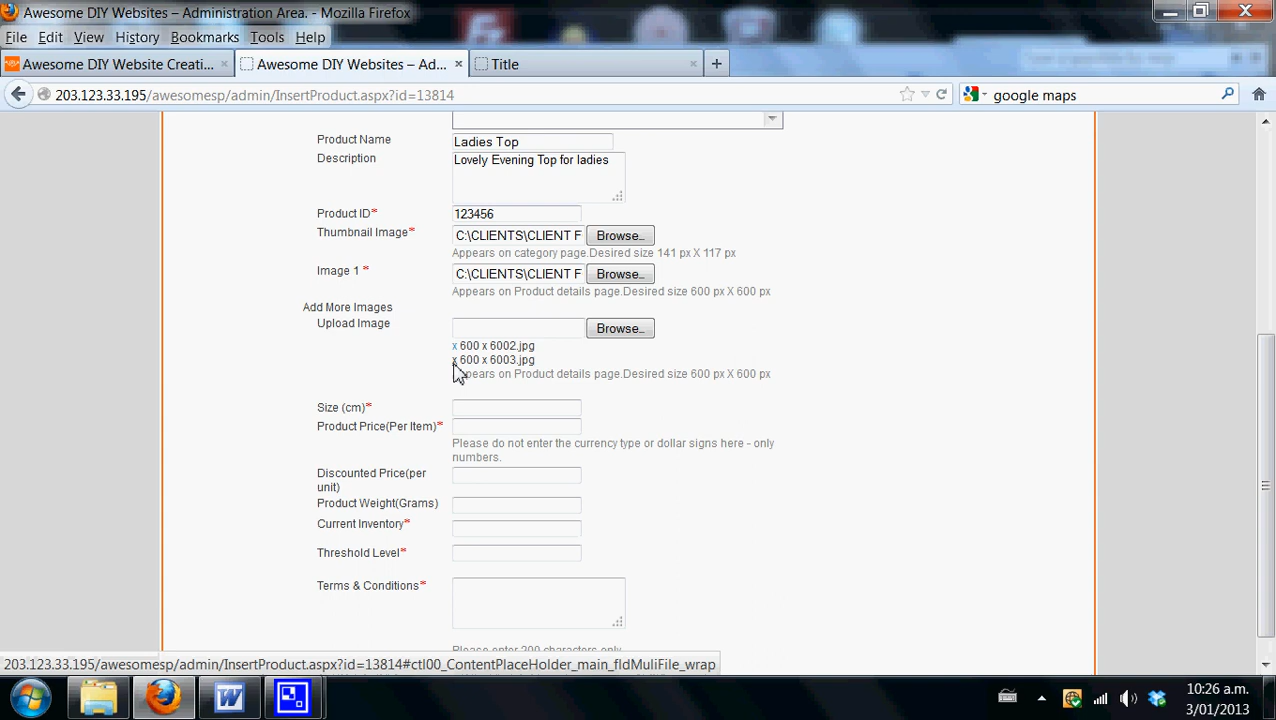 Awesome DIY Websites – Administration Area. - Mozilla Firefox
File Edit View History Bookmarks Tools Help
Awesome DIY Website Creati... × Awesome DIY Websites – Ad... × Title × +
203.123.33.195/awesomesp/admin/InsertProduct.aspx?id=13814 google maps
Product Name Ladies Top
Description Lovely Evening Top for ladies
Product ID* 123456
Thumbnail Image* C:\CLIENTS\CLIENT F Browse...
Appears on category page.Desired size 141 px X 117 px
Image 1 * C:\CLIENTS\CLIENT F Browse...
Appears on Product details page.Desired size 600 px X 600 px
Add More Images
Upload Image Browse...
x 600 x 6002.jpg
x 600 x 6003.jpg
Appears on Product details page.Desired size 600 px X 600 px
Size (cm)*
Product Price(Per Item)*
Please do not enter the currency type or dollar signs here - only
numbers.
Discounted Price(per
unit)
Product Weight(Grams)
Current Inventory*
Threshold Level*
Terms & Conditions*
Please enter 200 characters only
203.123.33.195/awesomesp/admin/InsertProduct.aspx?id=13814#ctl00_ContentPlaceHolder_main_fldMuliFile_wrap
10:26 a.m.
3/01/2013